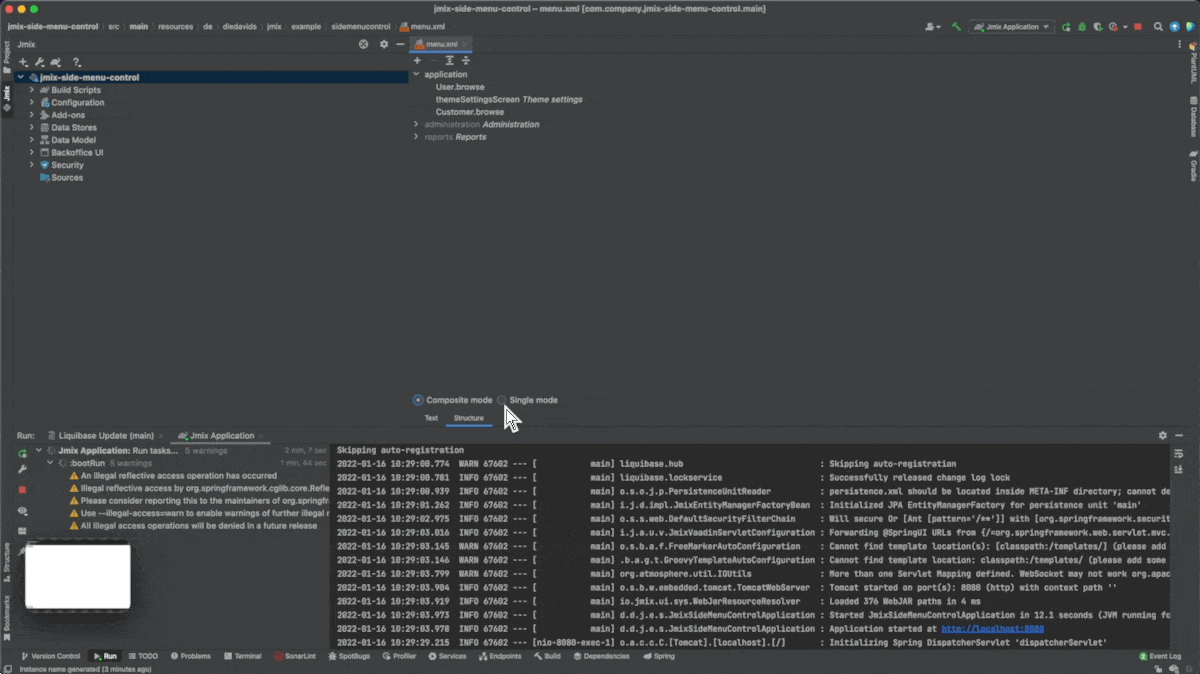 jmix-side-menu-control – menu.xml [com.company.jmix-side-menu-control.main]
jmix-side-menu-control src main resources de diedavido jmix example sidemenucontrol menu.xml
Jmix Application
Jmix
menu.xml
Project
Jmix
jmix-side-menu-control
Build Scripts
Configuration
Add-ons
Data Stores
Data Model
Backoffice UI
Security
Sources
application
User.browse
themeSettingsScreen Theme settings
Customer.browse
administration Administration
reports Reports
PlantUML
Database
Gradle
Composite mode Single mode
Text Structure
Run: Liquibase Update (main) Jmix Application
Jmix Application: Run tasks... 5 warnings 2 min, 7 sec
:bootRun 5 warnings 1 min, 44 sec
An illegal reflective access operation has occurred
Illegal reflective access by org.springframework.cglib.core.Refle
Please consider reporting this to the maintainers of org.springfr
Use --illegal-access=warn to enable warnings of further illegal r
All illegal access operations will be denied in a future release
Skipping auto-registration
2022-01-16 10:29:00.774 WARN 67602 --- [ main] liquibase.hub : Skipping auto-registration
2022-01-16 10:29:00.781 INFO 67602 --- [ main] liquibase.lockservice : Successfully released change log lock
2022-01-16 10:29:00.939 INFO 67602 --- [ main] o.s.o.j.p.PersistenceUnitReader : persistence.xml should be located inside META-INF directory; cannot de
2022-01-16 10:29:01.262 INFO 67602 --- [ main] i.j.d.impl.JmixEntityManagerFactoryBean : Initialized JPA EntityManagerFactory for persistence unit 'main'
2022-01-16 10:29:02.975 INFO 67602 --- [ main] o.s.s.web.DefaultSecurityFilterChain : Will secure Or [Ant [pattern='/**']] with [org.springframework.securit
2022-01-16 10:29:03.016 INFO 67602 --- [ main] i.j.a.u.v.JmixVaadinServletConfiguration : Forwarding @SpringUI URLs from {/=org.springframework.web.servlet.mvc.
2022-01-16 10:29:03.145 WARN 67602 --- [ main] o.s.b.a.f.FreeMarkerAutoConfiguration : Cannot find template location(s): [classpath:/templates/] (please add
2022-01-16 10:29:03.146 WARN 67602 --- [ main] .b.a.g.t.GroovyTemplateAutoConfiguration : Cannot find template location: classpath:/templates/ (please add some
2022-01-16 10:29:03.799 WARN 67602 --- [ main] org.atmosphere.util.IOUtils : More than one Servlet Mapping defined. WebSocket may not work org.apac
2022-01-16 10:29:03.904 INFO 67602 --- [ main] o.s.b.w.embedded.tomcat.TomcatWebServer : Tomcat started on port(s): 8080 (http) with context path ''
2022-01-16 10:29:03.919 INFO 67602 --- [ main] io.jmix.ui.sys.WebJarResourceResolver : Loaded 376 WebJAR paths in 4 ms
2022-01-16 10:29:03.973 INFO 67602 --- [ main] d.d.j.e.s.JmixSideMenuControlApplication : Started JmixSideMenuControlApplication in 12.1 seconds (JVM running fo
2022-01-16 10:29:03.978 INFO 67602 --- [ main] d.d.j.e.s.JmixSideMenuControlApplication : Application started at http://localhost:8080
2022-01-16 10:29:29.215 INFO 67602 --- [nio-8080-exec-1] o.a.c.c.C.[Tomcat].[localhost].[/] : Initializing Spring DispatcherServlet 'dispatcherServlet'
Structure
Bookmarks
Version Control Run TODO Problems Terminal SonarLint SpotBugs Profiler Services Endpoints Build Dependencies Spring 2 Event Log
Instance name generated (3 minutes ago)